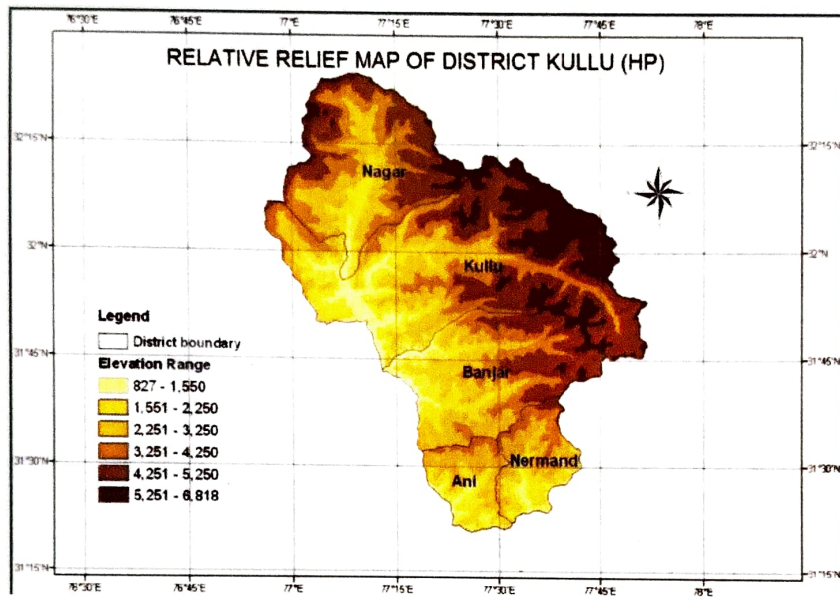 76°30'E 76°45'E 77°E 77°15'E 77°30'E 77°45'E 78°E
RELATIVE RELIEF MAP OF DISTRICT KULLU (HP)
32°15'N 32°15'N
Nagar
32°N 32°N
Kullu
Legend
District boundary
31°45'N 31°45'N
Elevation Range
Banjar
827 - 1,550
1,551 - 2,250
2,251 - 3,250
3,251 - 4,250
4,251 - 5,250
5,251 - 6,818
31°30'N 31°30'N
Nermand
Ani
31°15'N 31°15'N
76°30'E 76°45'E 77°E 77°15'E 77°30'E 77°45'E 78°E